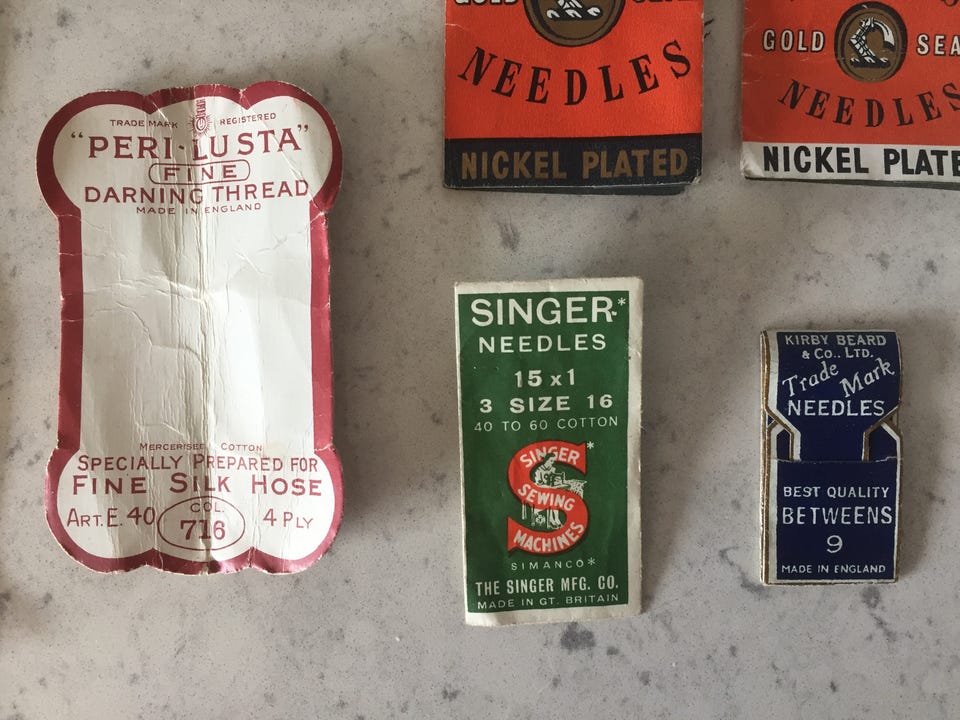 TRADE MARK REGISTERED
"PERI-LUSTA"
FINE
DARNING THREAD
MADE IN ENGLAND
MERCERISED COTTON
SPECIALLY PREPARED FOR
FINE SILK HOSE
ART. E. 40 COL. 716 4 PLY
GOLD SEAL
NEEDLES
NICKEL PLATED
GOLD SEA
NEEDLES
NICKEL PLATE
SINGER*
NEEDLES
15 x 1
3 SIZE 16
40 TO 60 COTTON
SINGER
SEWING
MACHINES
*
SIMANCO*
THE SINGER MFG. CO.
MADE IN GT. BRITAIN
KIRBY BEARD
& Co., LTD.
Trade Mark
NEEDLES
BEST QUALITY
BETWEENS
9
MADE IN ENGLAND